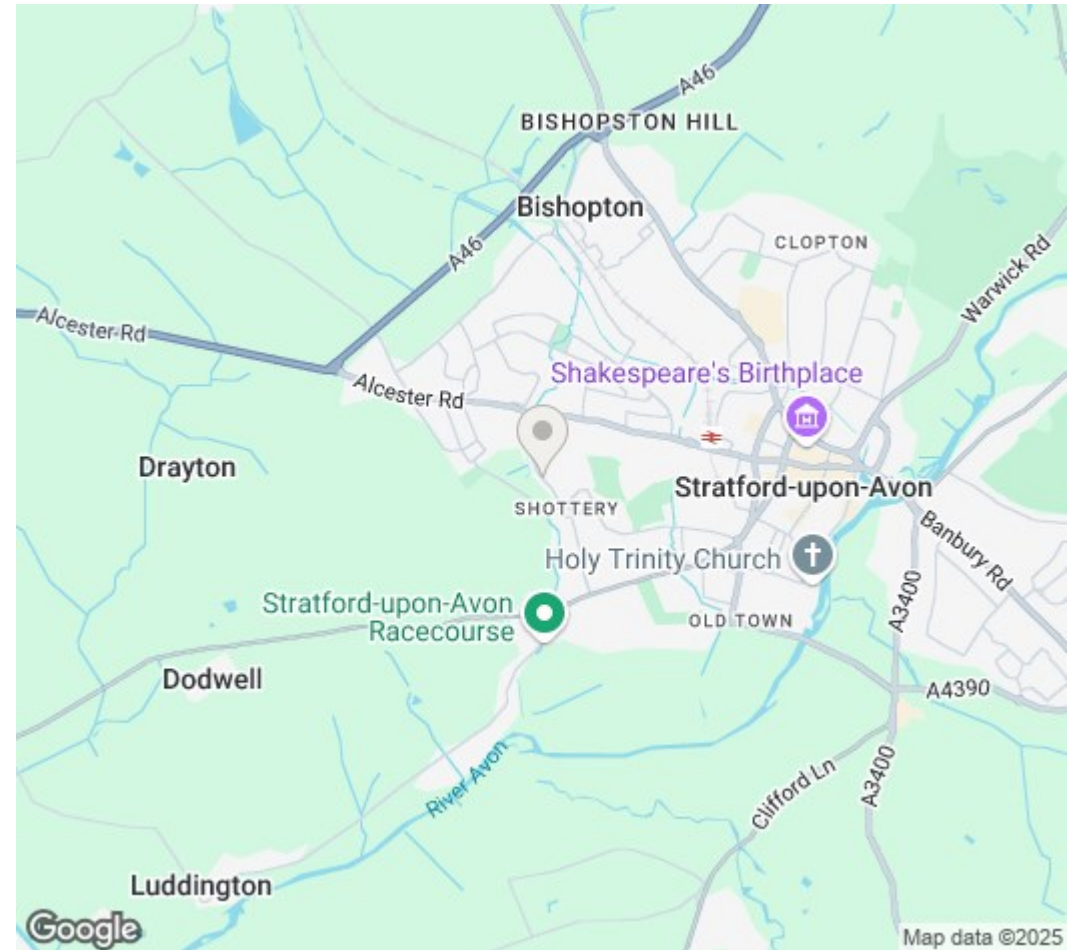 A46
BISHOPSTON HILL
Bishopton
A46
CLOPTON
Warwick Rd
Alcester Rd
Alcester Rd
Shakespeare's Birthplace
Drayton
Stratford-upon-Avon
SHOTTERY
Banbury Rd
Holy Trinity Church
A3400
Stratford-upon-Avon
Racecourse
OLD TOWN
Dodwell
A4390
River Avon
Clifford Ln
A3400
Luddington
Google
Map data ©2025